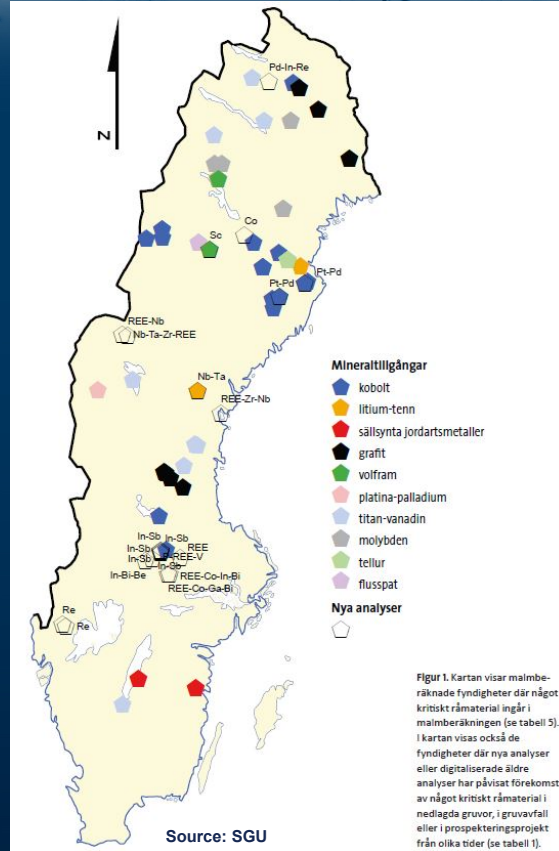 N
Pd-In-Re
Co
Sc
Pt-Pd
Pt-Pd
REE-Nb
Nb-Ta-Zr-REE
Nb-Ta
REE-Zr-Nb
In-Sb
In-Sb
In-Sb
REE
In-Sb
REE-V
In-Sb
In-Bi-Be
REE-Co-In-Bi
REE-Co-Ga-Bi
Re
Re
Mineraltillgångar
kobolt
litium-tenn
sällsynta jordartsmetaller
grafit
volfram
platina-palladium
titan-vanadin
molybden
tellur
flusspat
Nya analyser
Figur 1. Kartan visar malmbe-
räknade fyndigheter där något
kritiskt råmaterial ingår i
malmberäkningen (se tabell 5).
I kartan visas också de
fyndigheter där nya analyser
eller digitaliserade äldre
analyser har påvisat förekomst
av något kritiskt råmaterial i
nedlagda gruvor, i gruvavfall
eller i prospekteringsprojekt
från olika tider (se tabell 1).
Source: SGU